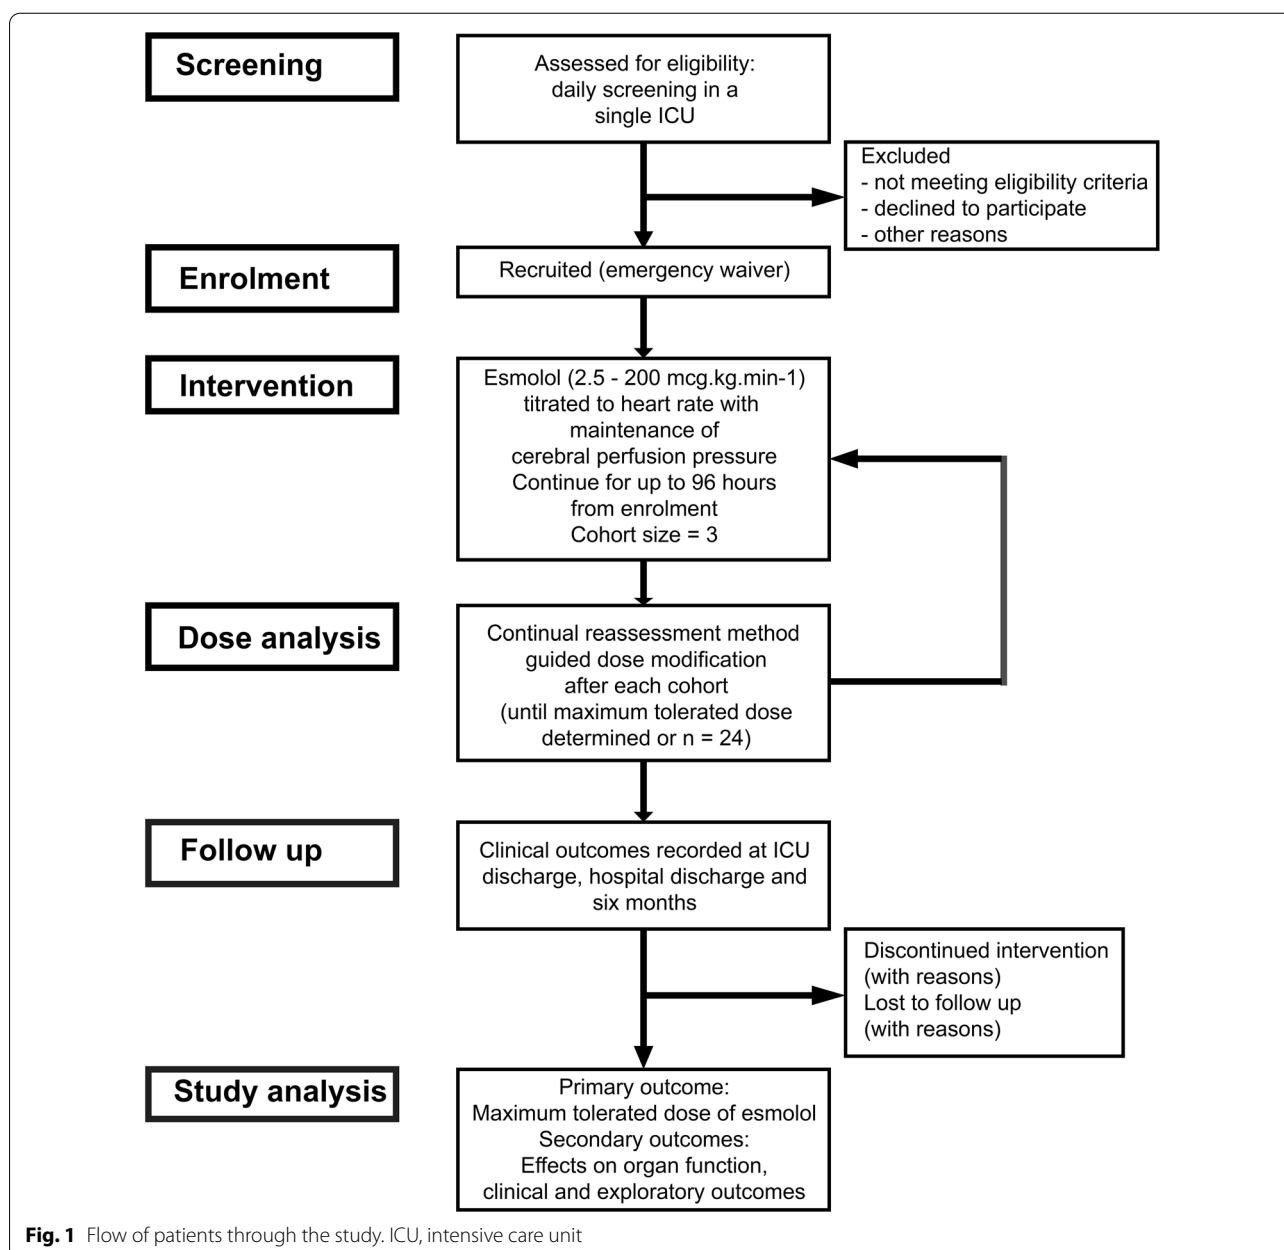 Screening
Assessed for eligibility:
daily screening in a
single ICU
Excluded
- not meeting eligibility criteria
- declined to participate
- other reasons
Enrolment
Recruited (emergency waiver)
Intervention
Esmolol (2.5 - 200 mcg.kg.min-1)
titrated to heart rate with
maintenance of
cerebral perfusion pressure
Continue for up to 96 hours
from enrolment
Cohort size = 3
Dose analysis
Continual reassessment method
guided dose modification
after each cohort
(until maximum tolerated dose
determined or n = 24)
Follow up
Clinical outcomes recorded at ICU
discharge, hospital discharge and
six months
Discontinued intervention
(with reasons)
Lost to follow up
(with reasons)
Study analysis
Primary outcome:
Maximum tolerated dose of esmolol
Secondary outcomes:
Effects on organ function,
clinical and exploratory outcomes
Fig. 1 Flow of patients through the study. ICU, intensive care unit